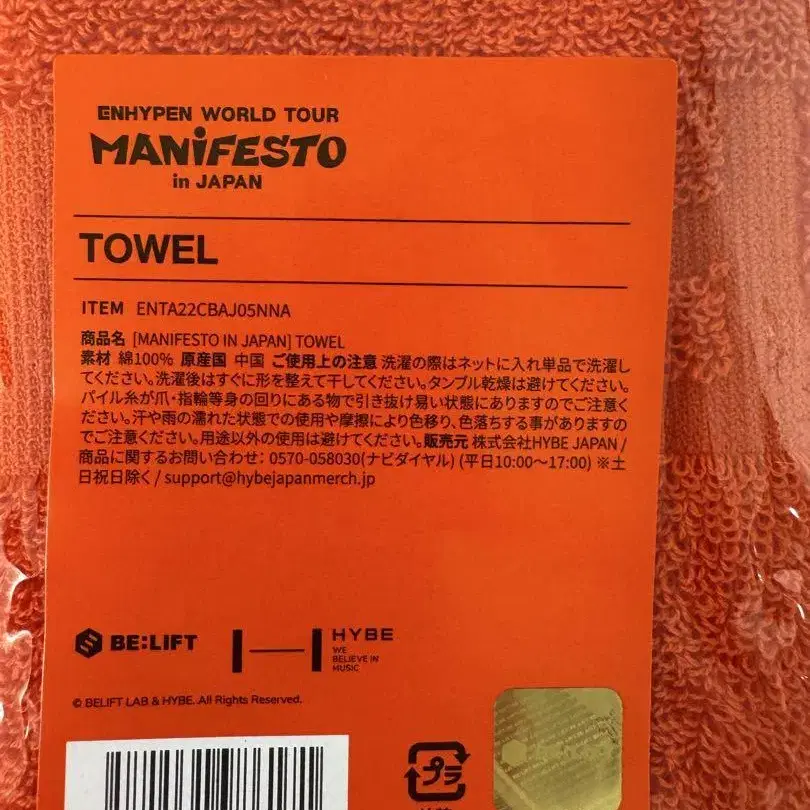 ENHYPEN WORLD TOUR
MANiFESTO
in JAPAN
TOWEL
ITEM ENTA22CBAJ05NNA
商品名 [MANIFESTO IN JAPAN] TOWEL
素材 綿100% 原産国 中国 ご使用上の注意 洗濯の際はネットに入れ単品で洗濯し
てください。洗濯後はすぐに形を整えて干してください。タンブル乾燥は避けてください。
パイル糸が爪・指輪等身の回りにある物で引き抜け易い状態にありますのでご注意くだ
さい。汗や雨の濡れた状態での使用や摩擦により色移り、色落ちする事がありますの
でご注意ください。用途以外の使用は避けてください。販売元 株式会社HYBE JAPAN /
商品に関するお問い合わせ: 0570-058030(ナビダイヤル) (平日10:00~17:00) ※土
日祝日除く / support@hybejapanmerch.jp
BE:LIFT
HYBE
WE
BELIEVE IN
MUSIC
© BELIFT LAB & HYBE. All Rights Reserved.
プラ